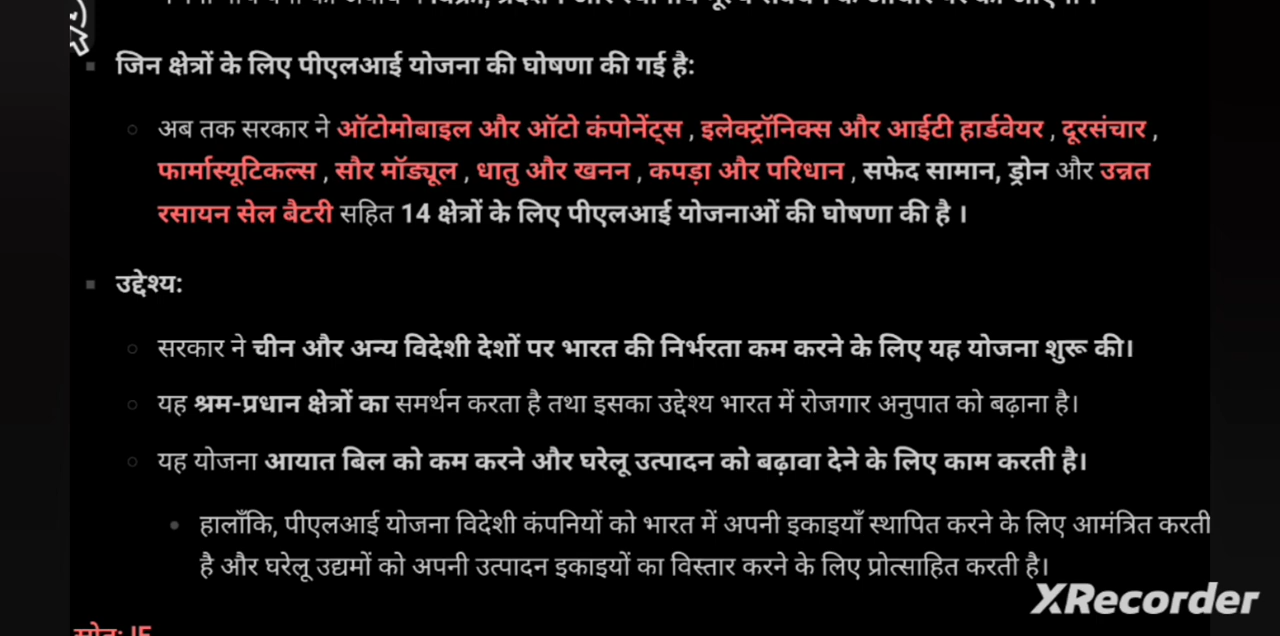 जिन क्षेत्रों के लिए पीएलआई योजना की घोषणा की गई है:
अब तक सरकार ने ऑटोमोबाइल और ऑटो कंपोनेंट्स , इलेक्ट्रॉनिक्स और आईटी हार्डवेयर , दूरसंचार ,
फार्मास्यूटिकल्स , सौर मॉड्यूल , धातु और खनन , कपड़ा और परिधान , सफेद सामान, ड्रोन और उन्नत
रसायन सेल बैटरी सहित 14 क्षेत्रों के लिए पीएलआई योजनाओं की घोषणा की है ।
उद्देश्य:
सरकार ने चीन और अन्य विदेशी देशों पर भारत की निर्भरता कम करने के लिए यह योजना शुरू की।
यह श्रम-प्रधान क्षेत्रों का समर्थन करता है तथा इसका उद्देश्य भारत में रोजगार अनुपात को बढ़ाना है।
यह योजना आयात बिल को कम करने और घरेलू उत्पादन को बढ़ावा देने के लिए काम करती है।
हालाँकि, पीएलआई योजना विदेशी कंपनियों को भारत में अपनी इकाइयाँ स्थापित करने के लिए आमंत्रित करती
है और घरेलू उद्यमों को अपनी उत्पादन इकाइयों का विस्तार करने के लिए प्रोत्साहित करती है।
XRecorder
स्रोत: IE